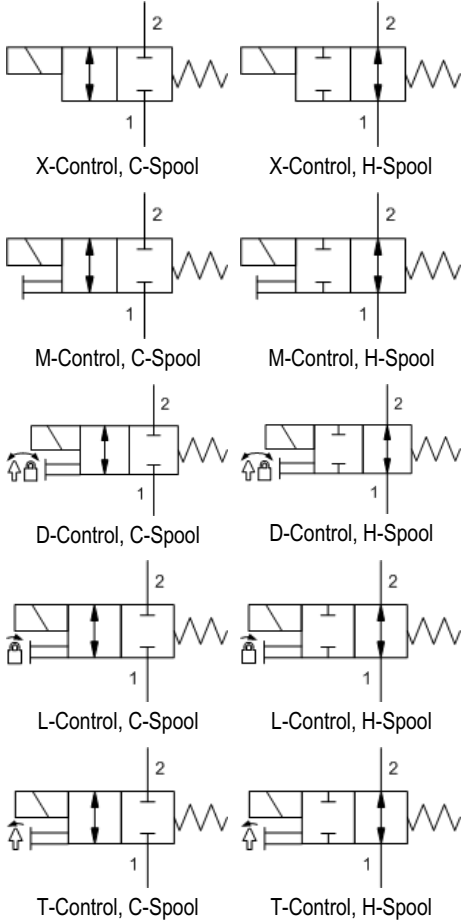 2 2
1 1
X-Control, C-Spool X-Control, H-Spool
2 2
1 1
M-Control, C-Spool M-Control, H-Spool
2 2
1 1
D-Control, C-Spool D-Control, H-Spool
2 2
1 1
L-Control, C-Spool L-Control, H-Spool
2 2
1 1
T-Control, C-Spool T-Control, H-Spool